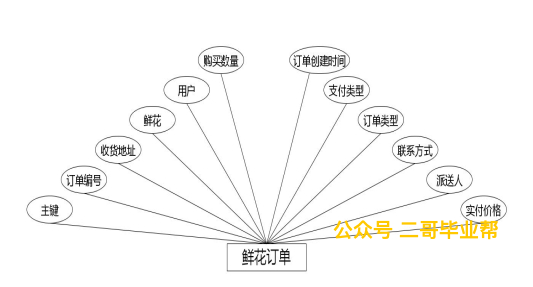 购买数量
订单创建时间
用户
支付类型
鲜花
订单类型
收货地址
联系方式
订单编号
派送人
主键
实付价格
公众号 二哥毕业帮
鲜花订单